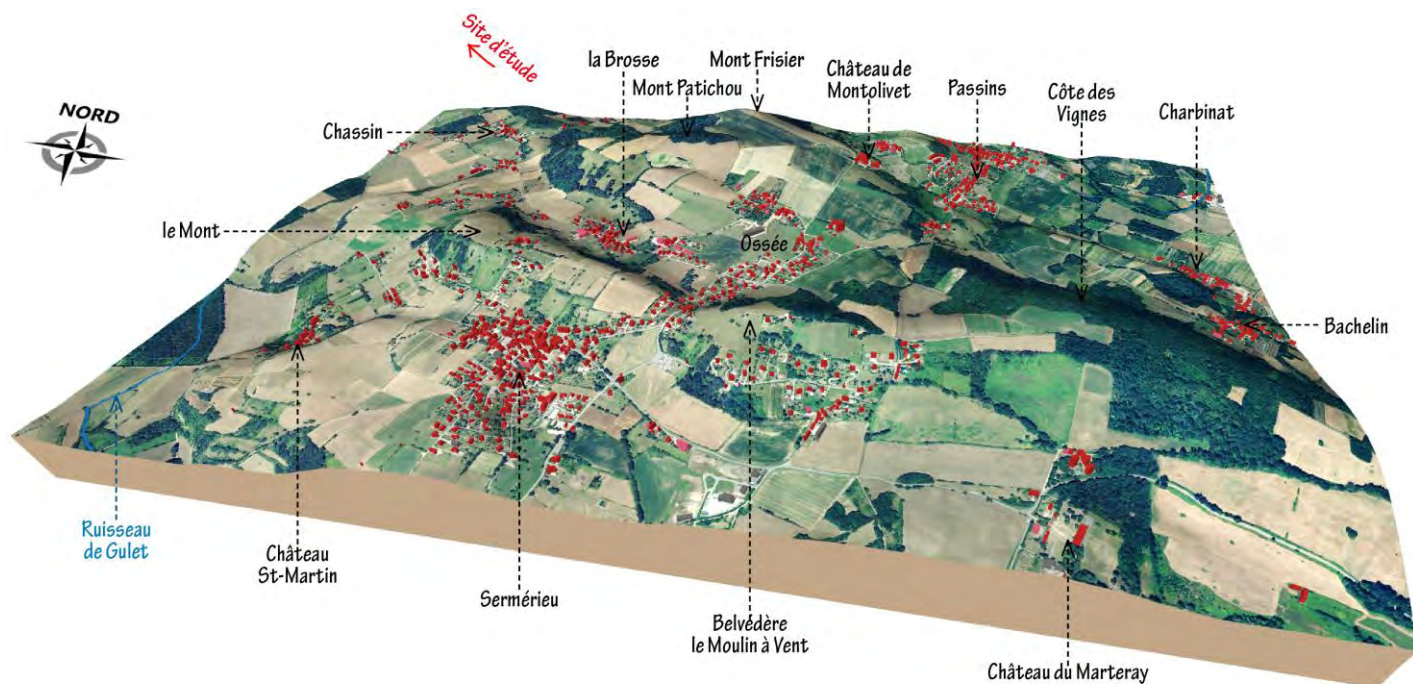 Site d'étude
NORD
Chassin
la Brosse
Mont Patichou
Mont Frisier
Château de
Montolivet
Passins
Côte des
Vignes
Charbinat
le Mont
Ossée
Bachelin
Ruisseau
de Gulet
Château
St-Martin
Sermérieu
Belvédère
le Moulin à Vent
Château du Marteray